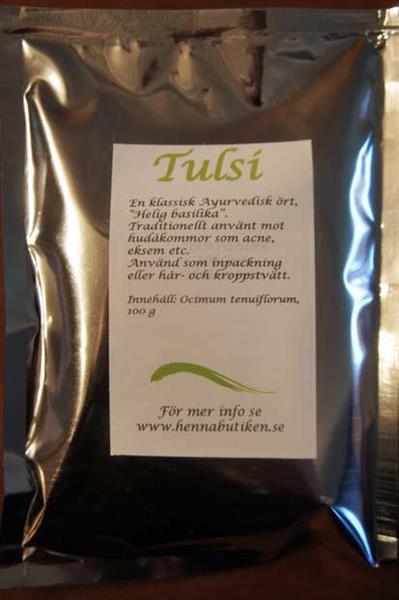 Tulsi
En klassisk Ayurvedisk ört,
"Helig basilika".
Traditionellt använt mot
hudåkommor som acne,
eksem etc.
Använd som inpackning
eller hår- och kroppstvätt.
Innehåll: Ocimum tenuiflorum,
100 g
För mer info se
www.hennabutiken.se